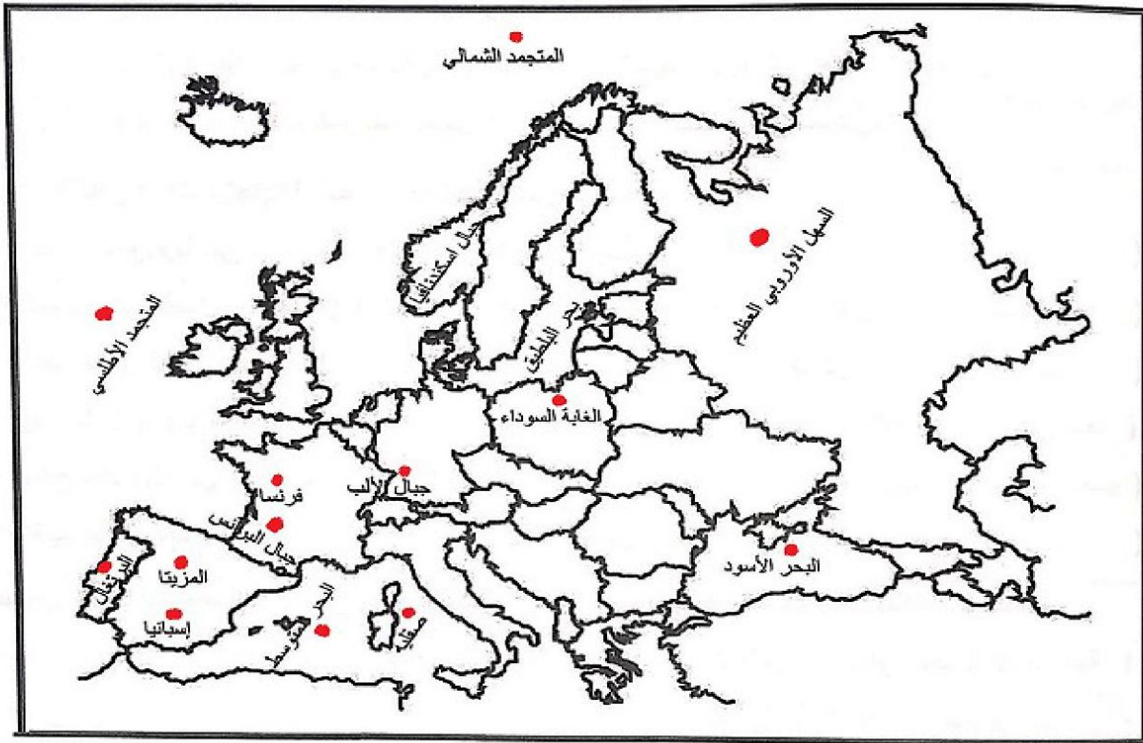 المتجمد الشمالي
جبال اسكندنافيا
السهل الأوروبي العظيم
المتجمد الأطلسي
بحر البلطيق
الغابة السوداء
فرنسا
جبال الألب
جبال البرانس
البرتغال
المزيتا
إسبانيا
البحر المتوسط
البحر الأسود